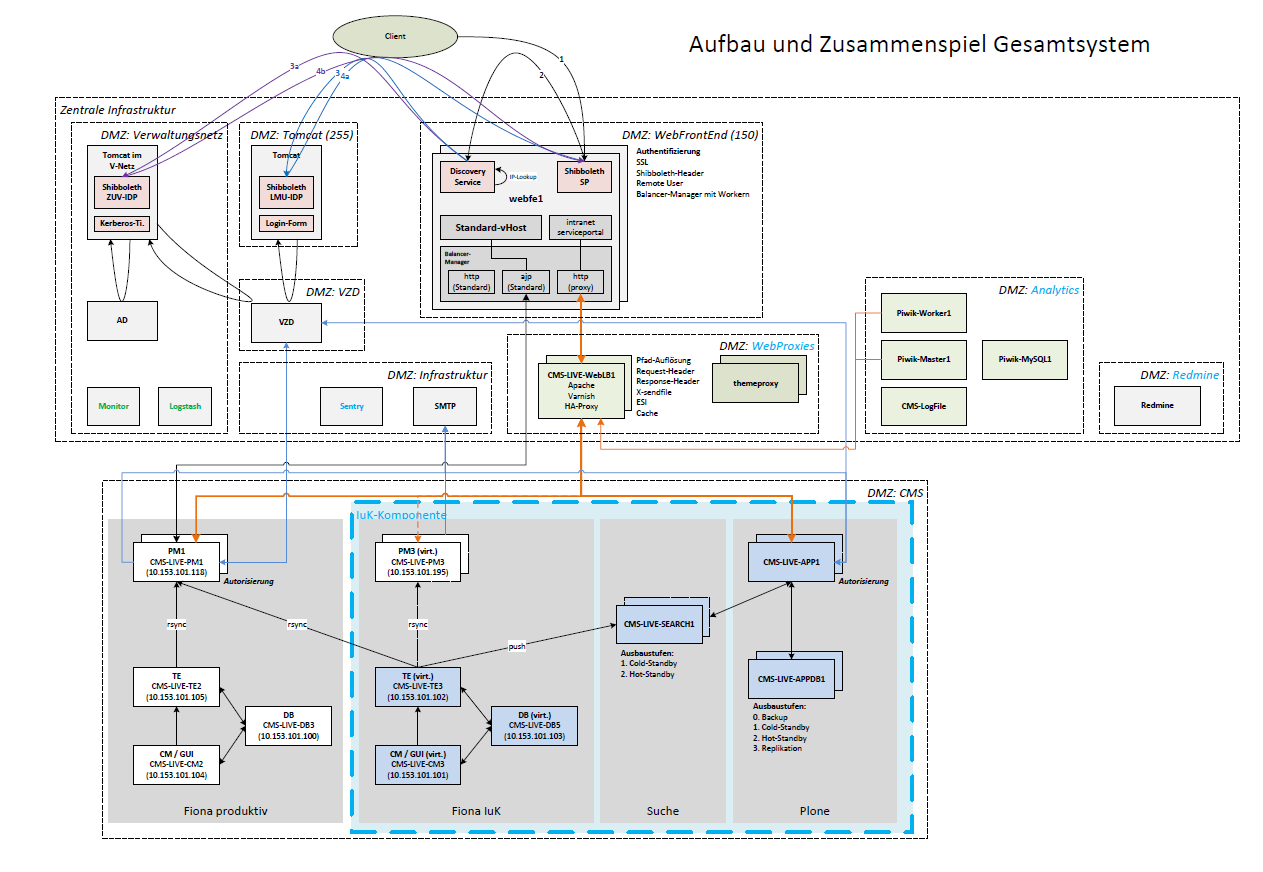 Aufbau und Zusammenspiel Gesamtsystem
Client
1
2
3a
4b
3
4a
Zentrale Infrastruktur
DMZ: Verwaltungsnetz
Tomcat im
V-Netz
Shibboleth
ZUV-IDP
Kerberos-Ti.
AD
Monitor
Logstash
DMZ: Tomcat (255)
Tomcat
Shibboleth
LMU-IDP
Login-Form
DMZ: VZD
VZD
DMZ: Infrastruktur
Sentry
SMTP
DMZ: WebFrontEnd (150)
Discovery
Service
IP-Lookup
Shibboleth
SP
webfe1
Standard-vHost
intranet
serviceportal
Balancer-
Manager
http
(Standard)
ajp
(Standard)
http
(proxy)
Authentifizierung
SSL
Shibboleth-Header
Remote User
Balancer-Manager mit Workern
DMZ: WebProxies
CMS-LIVE-WebLB1
Apache
Varnish
HA-Proxy
Pfad-Auflösung
Request-Header
Response-Header
X-sendfile
ESI
Cache
themeproxy
DMZ: Analytics
Piwik-Worker1
Piwik-Master1
Piwik-MySQL1
CMS-LogFile
DMZ: Redmine
Redmine
DMZ: CMS
IuK-Komponente
PM1
CMS-LIVE-PM1
(10.153.101.118)
Autorisierung
rsync
rsync
TE
CMS-LIVE-TE2
(10.153.101.105)
DB
CMS-LIVE-DB3
(10.153.101.100)
CM / GUI
CMS-LIVE-CM2
(10.153.101.104)
Fiona produktiv
PM3 (virt.)
CMS-LIVE-PM3
(10.153.101.195)
rsync
push
TE (virt.)
CMS-LIVE-TE3
(10.153.101.102)
DB (virt.)
CMS-LIVE-DB5
(10.153.101.103)
CM / GUI (virt.)
CMS-LIVE-CM3
(10.153.101.101)
Fiona IuK
CMS-LIVE-SEARCH1
Ausbaustufen:
1. Cold-Standby
2. Hot-Standby
Suche
CMS-LIVE-APP1
Autorisierung
CMS-LIVE-APPDB1
Ausbaustufen:
0. Backup
1. Cold-Standby
2. Hot-Standby
3. Replikation
Plone